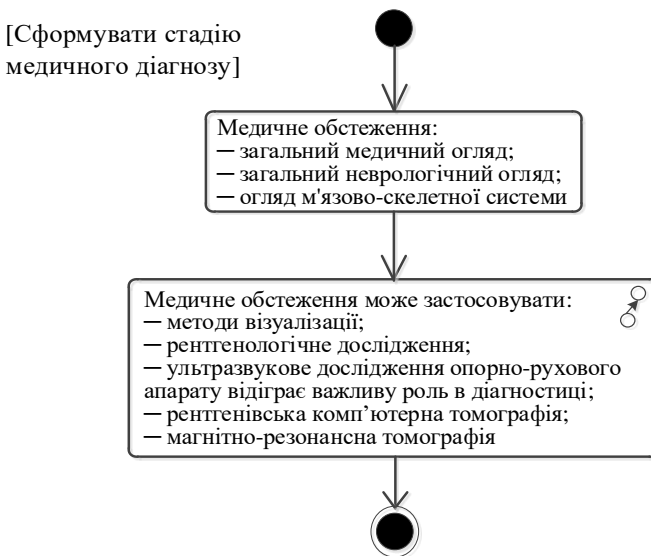 [Сформувати стадію
медичного діагнозу]
Медичне обстеження:
— загальний медичний огляд;
— загальний неврологічний огляд;
— огляд м'язово-скелетної системи
Медичне обстеження може застосовувати:
— методи візуалізації;
— рентгенологічне дослідження;
— ультразвукове дослідження опорно-рухового
апарату відіграє важливу роль в діагностиці;
— рентгенівська комп’ютерна томографія;
— магнітно-резонансна томографія